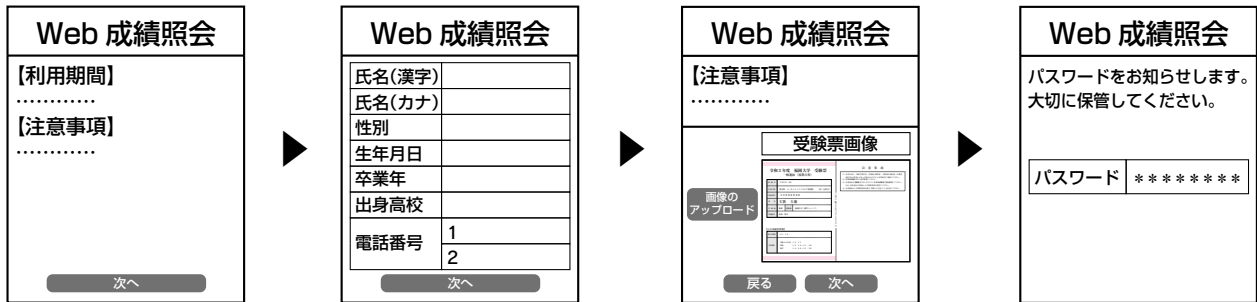 Web 成績照会
【利用期間】
…………
【注意事項】
…………
次へ
Web 成績照会
氏名(漢字)
氏名(カナ)
性別
生年月日
卒業年
出身高校
電話番号
1
2
次へ
Web 成績照会
【注意事項】
…………
受験票画像
画像の
アップロード
戻る
次へ
Web 成績照会
パスワードをお知らせします。
大切に保管してください。
パスワード
********